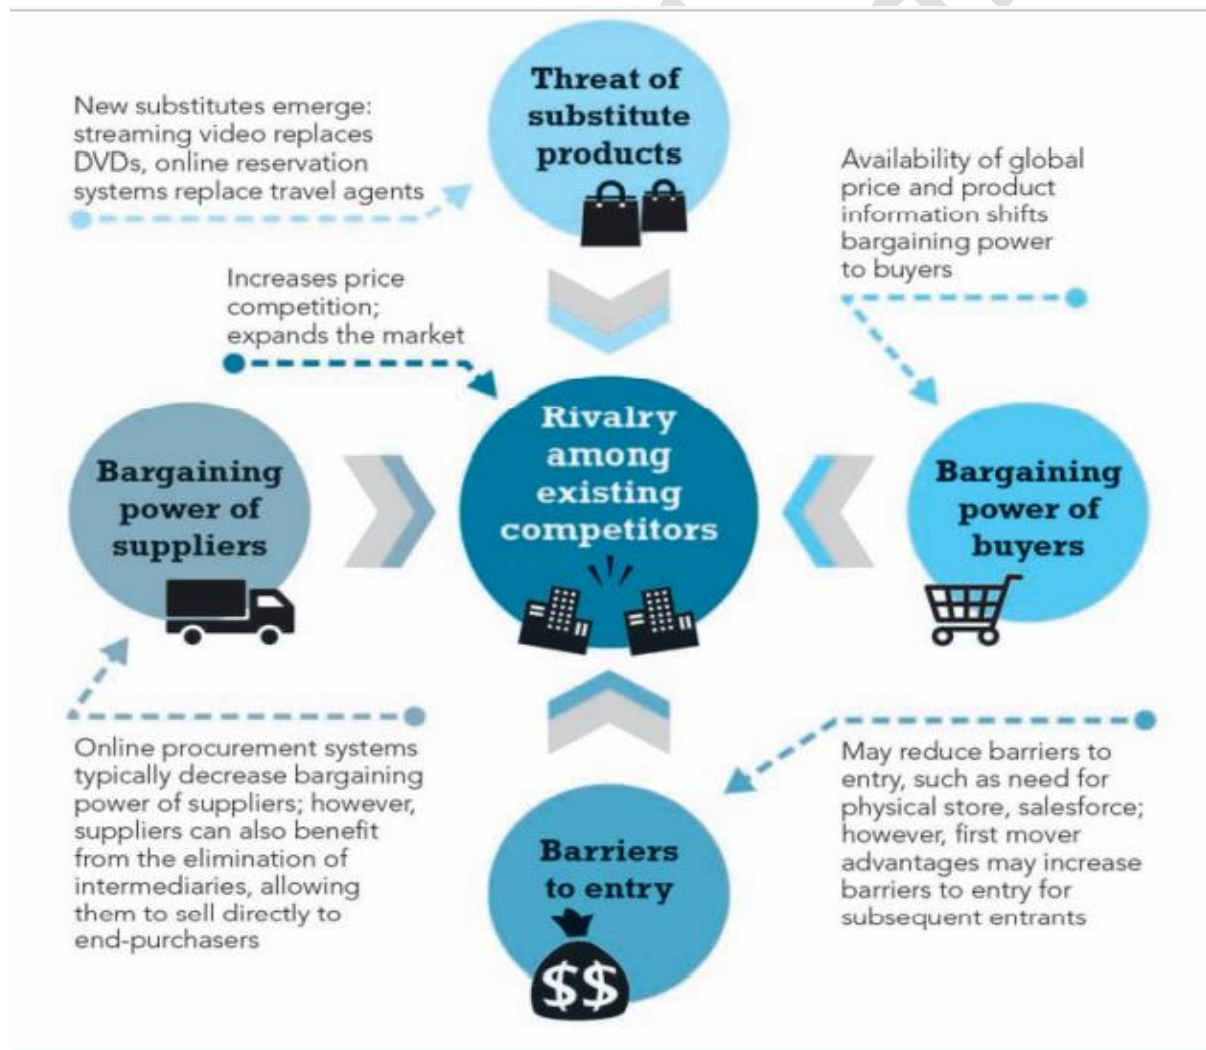 Threat of
substitute
products
New substitutes emerge:
streaming video replaces
DVDs, online reservation
systems replace travel agents
Availability of global
price and product
information shifts
bargaining power
to buyers
Increases price
competition;
expands the market
Rivalry
among
existing
competitors
Bargaining
power of
suppliers
Bargaining
power of
buyers
Online procurement systems
typically decrease bargaining
power of suppliers; however,
suppliers can also benefit
from the elimination of
intermediaries, allowing
them to sell directly to
end-purchasers
Barriers
to entry
$$
May reduce barriers to
entry, such as need for
physical store, salesforce;
however, first mover
advantages may increase
barriers to entry for
subsequent entrants